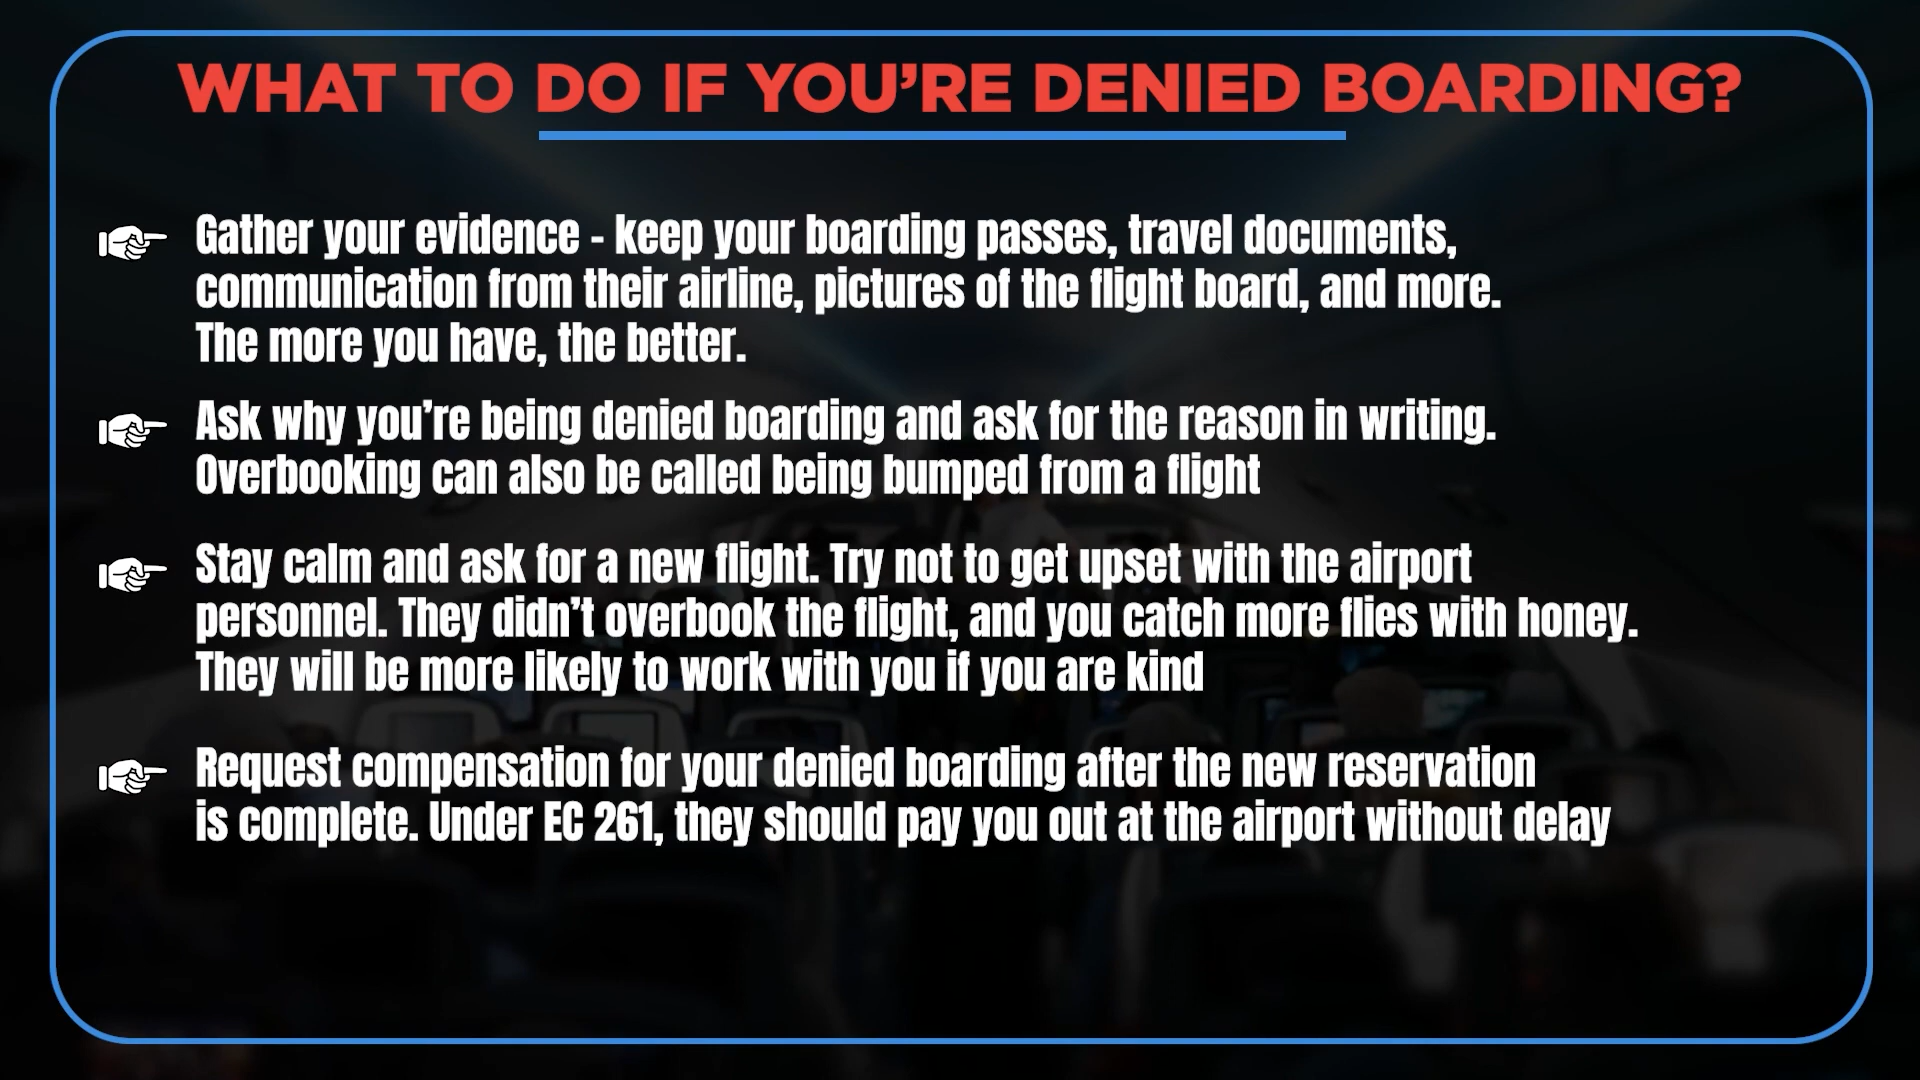 WHAT TO DO IF YOU’RE DENIED BOARDING?
Gather your evidence - keep your boarding passes, travel documents,
communication from their airline, pictures of the flight board, and more.
The more you have, the better.
Ask why you’re being denied boarding and ask for the reason in writing.
Overbooking can also be called being bumped from a flight
Stay calm and ask for a new flight. Try not to get upset with the airport
personnel. They didn’t overbook the flight, and you catch more flies with honey.
They will be more likely to work with you if you are kind
Request compensation for your denied boarding after the new reservation
is complete. Under EC 261, they should pay you out at the airport without delay